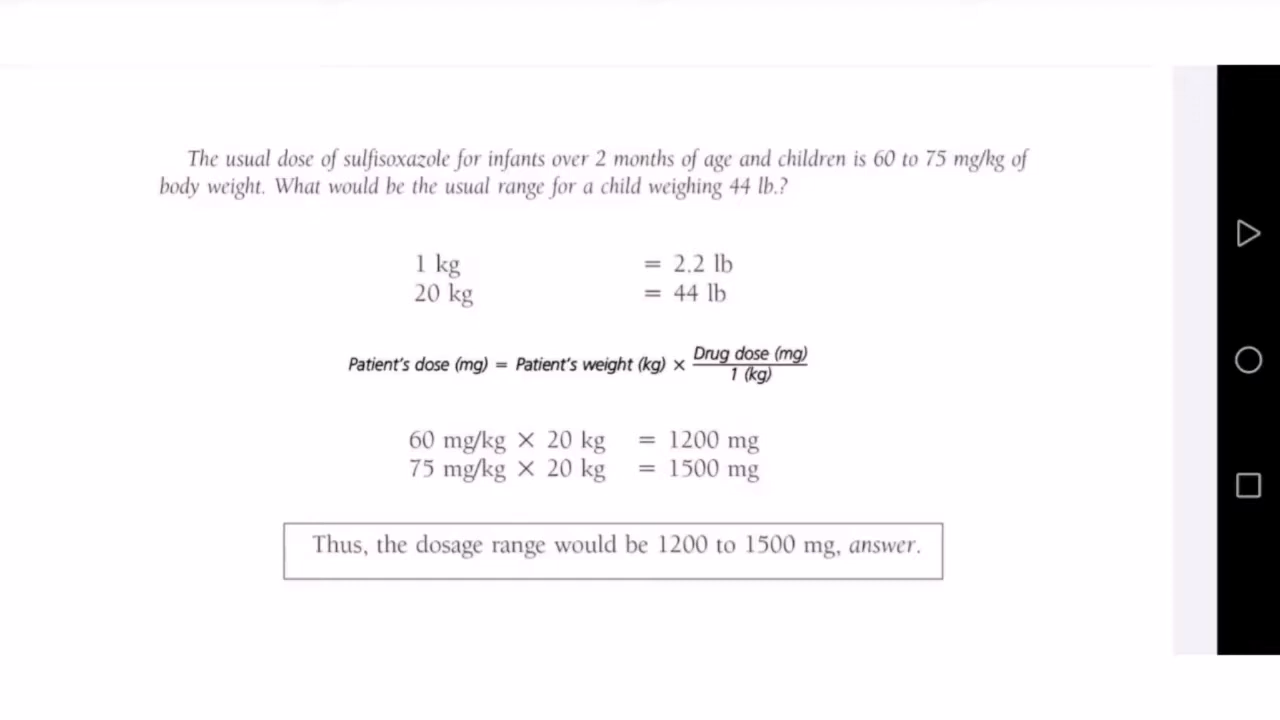 The usual dose of sulfisoxazole for infants over 2 months of age and children is 60 to 75 mg/kg of
body weight. What would be the usual range for a child weighing 44 lb.?
1 kg = 2.2 lb
20 kg = 44 lb
Patient's dose (mg) = Patient's weight (kg) × Drug dose (mg) / 1 (kg)
60 mg/kg × 20 kg = 1200 mg
75 mg/kg × 20 kg = 1500 mg
Thus, the dosage range would be 1200 to 1500 mg, answer.